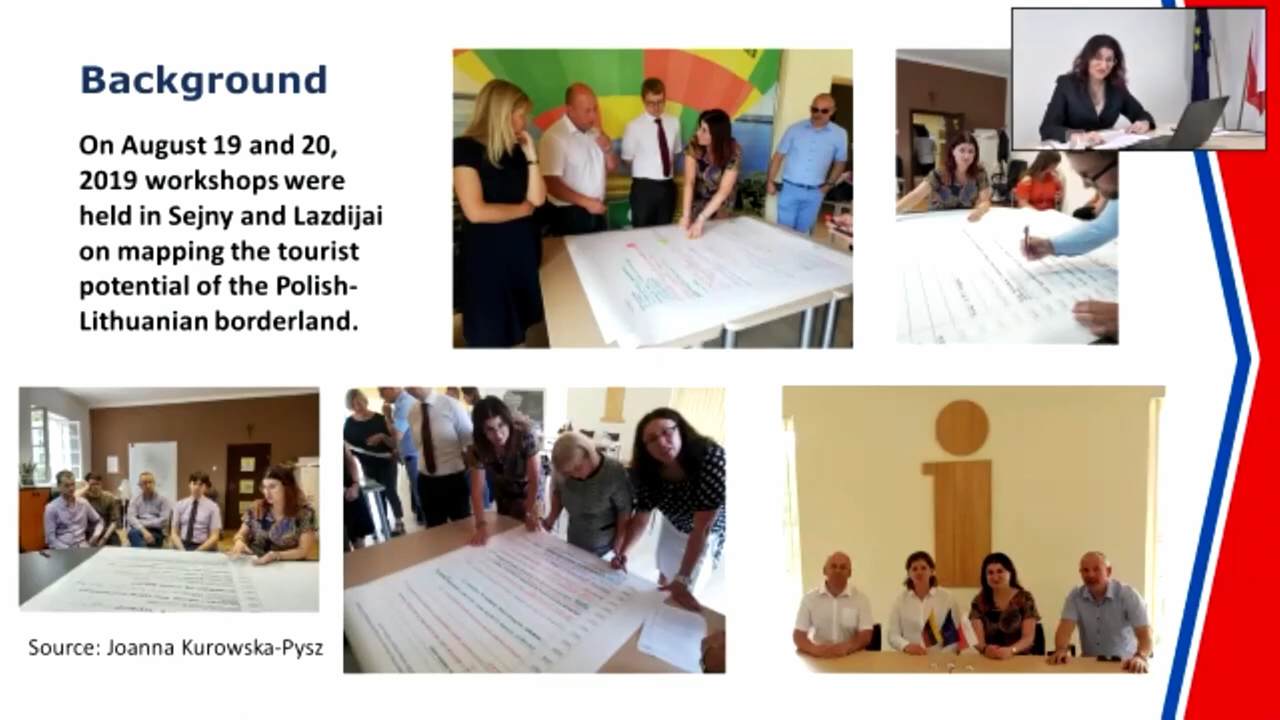 Background
On August 19 and 20,
2019 workshops were
held in Sejny and Lazdijai
on mapping the tourist
potential of the Polish-
Lithuanian borderland.
Source: Joanna Kurowska-Pysz